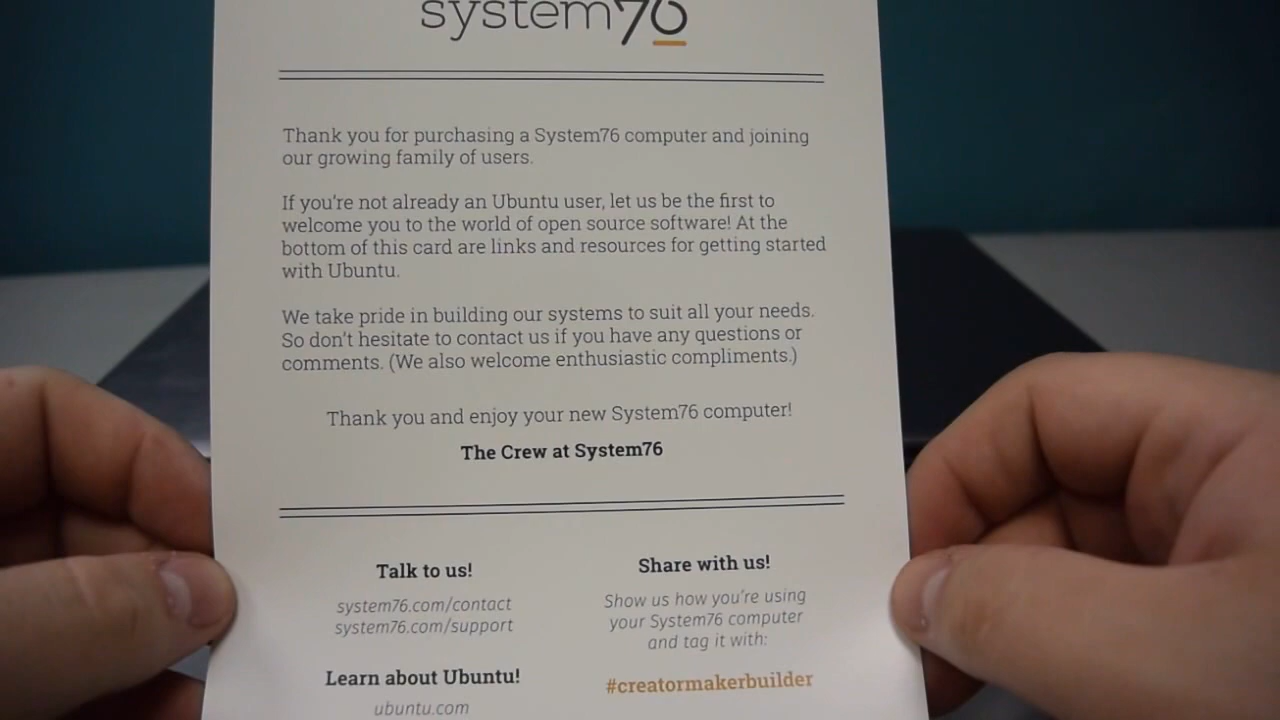 system76
Thank you for purchasing a System76 computer and joining
our growing family of users.
If you're not already an Ubuntu user, let us be the first to
welcome you to the world of open source software! At the
bottom of this card are links and resources for getting started
with Ubuntu.
We take pride in building our systems to suit all your needs.
So don't hesitate to contact us if you have any questions or
comments. (We also welcome enthusiastic compliments.)
Thank you and enjoy your new System76 computer!
The Crew at System76
Talk to us!
system76.com/contact
system76.com/support
Learn about Ubuntu!
ubuntu.com
Share with us!
Show us how you're using
your System76 computer
and tag it with:
#creatormakerbuilder